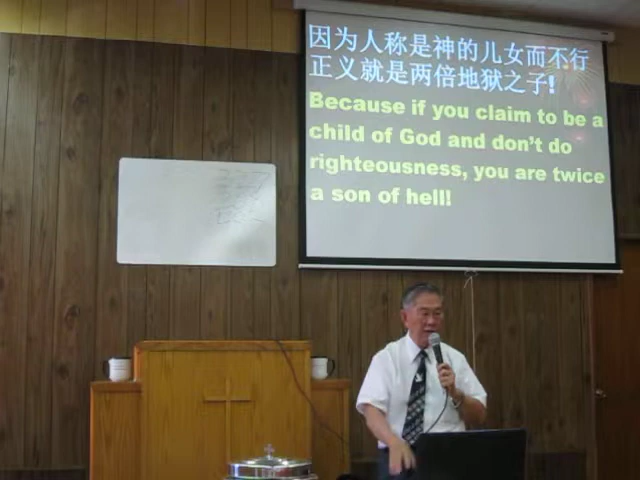 因为人称是神的儿女而不行
正义就是两倍地狱之子!
Because if you claim to be a
child of God and don't do
righteousness, you are twice
a son of hell!